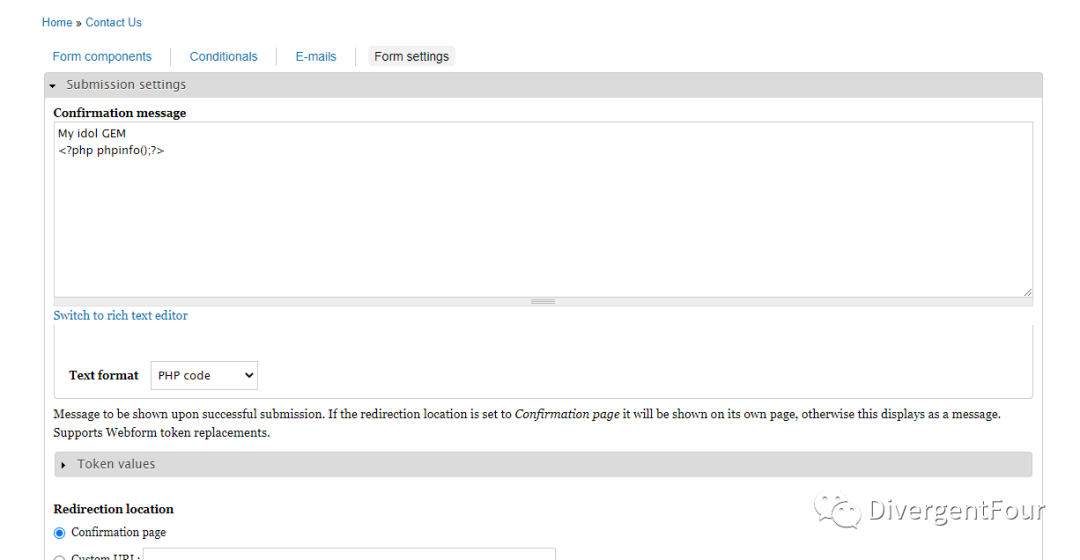 Home » Contact Us
Form components Conditionals E-mails Form settings
Submission settings
Confirmation message
My idol GEM
<?php phpinfo();?>
Switch to rich text editor
Text format PHP code
Message to be shown upon successful submission. If the redirection location is set to Confirmation page it will be shown on its own page, otherwise this displays as a message.
Supports Webform token replacements.
Token values
Redirection location
Confirmation page
Custom URL:
DivergentFour